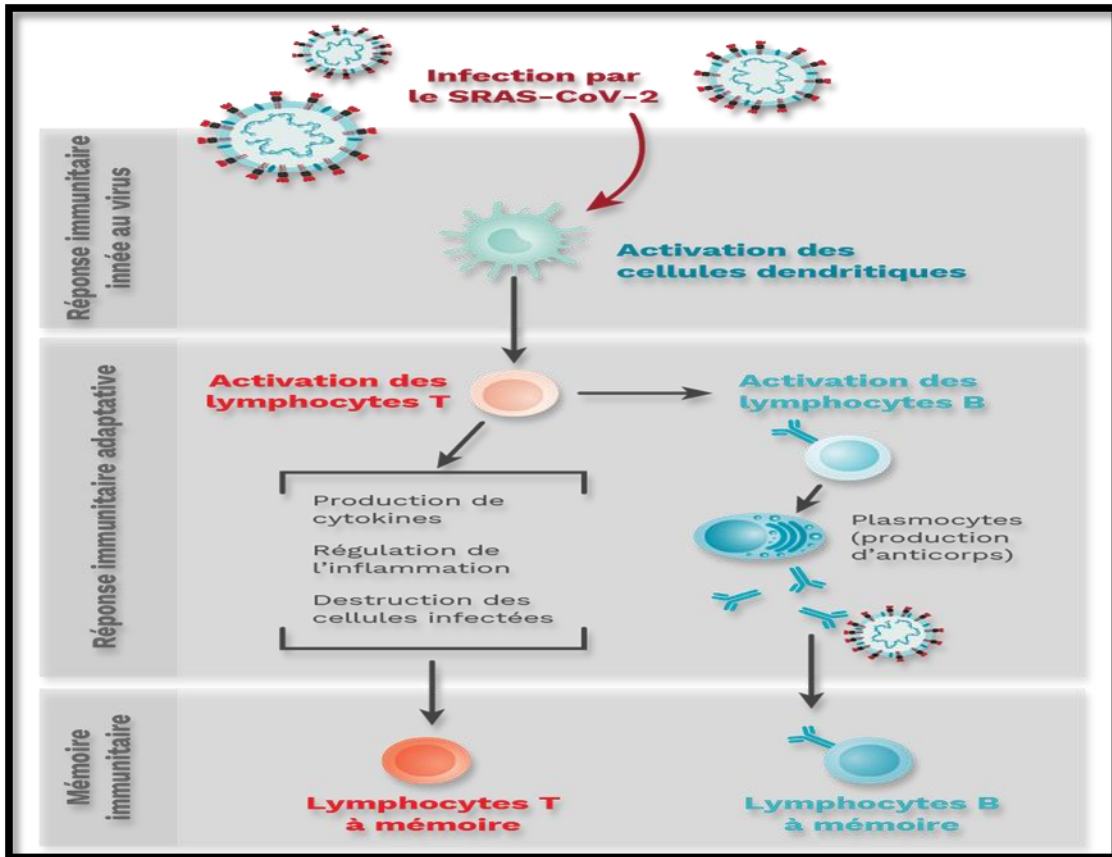 Infection par
le SRAS-CoV-2
Réponse immunitaire
innée au virus
Activation des
cellules dendritiques
Réponse immunitaire adaptative
Activation des
lymphocytes T
Activation des
lymphocytes B
Production de
cytokines
Régulation de
l'inflammation
Destruction des
cellules infectées
Plasmocytes
(production
d'anticorps)
Mémoire
immunitaire
Lymphocytes T
à mémoire
Lymphocytes B
à mémoire